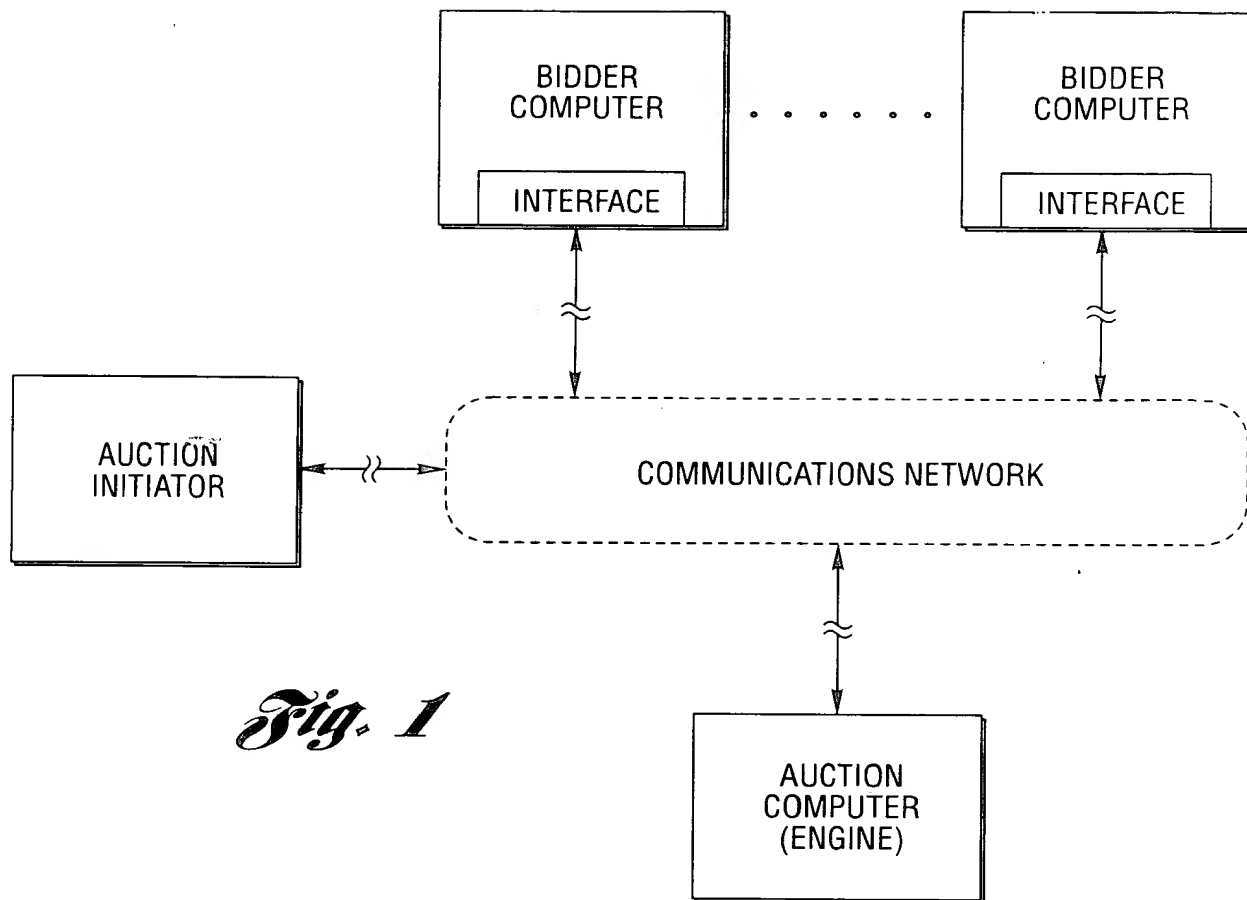 BIDDER
COMPUTER
INTERFACE
BIDDER
COMPUTER
INTERFACE
AUCTION
INITIATOR
COMMUNICATIONS NETWORK
Fig. 1
AUCTION
COMPUTER
(ENGINE)